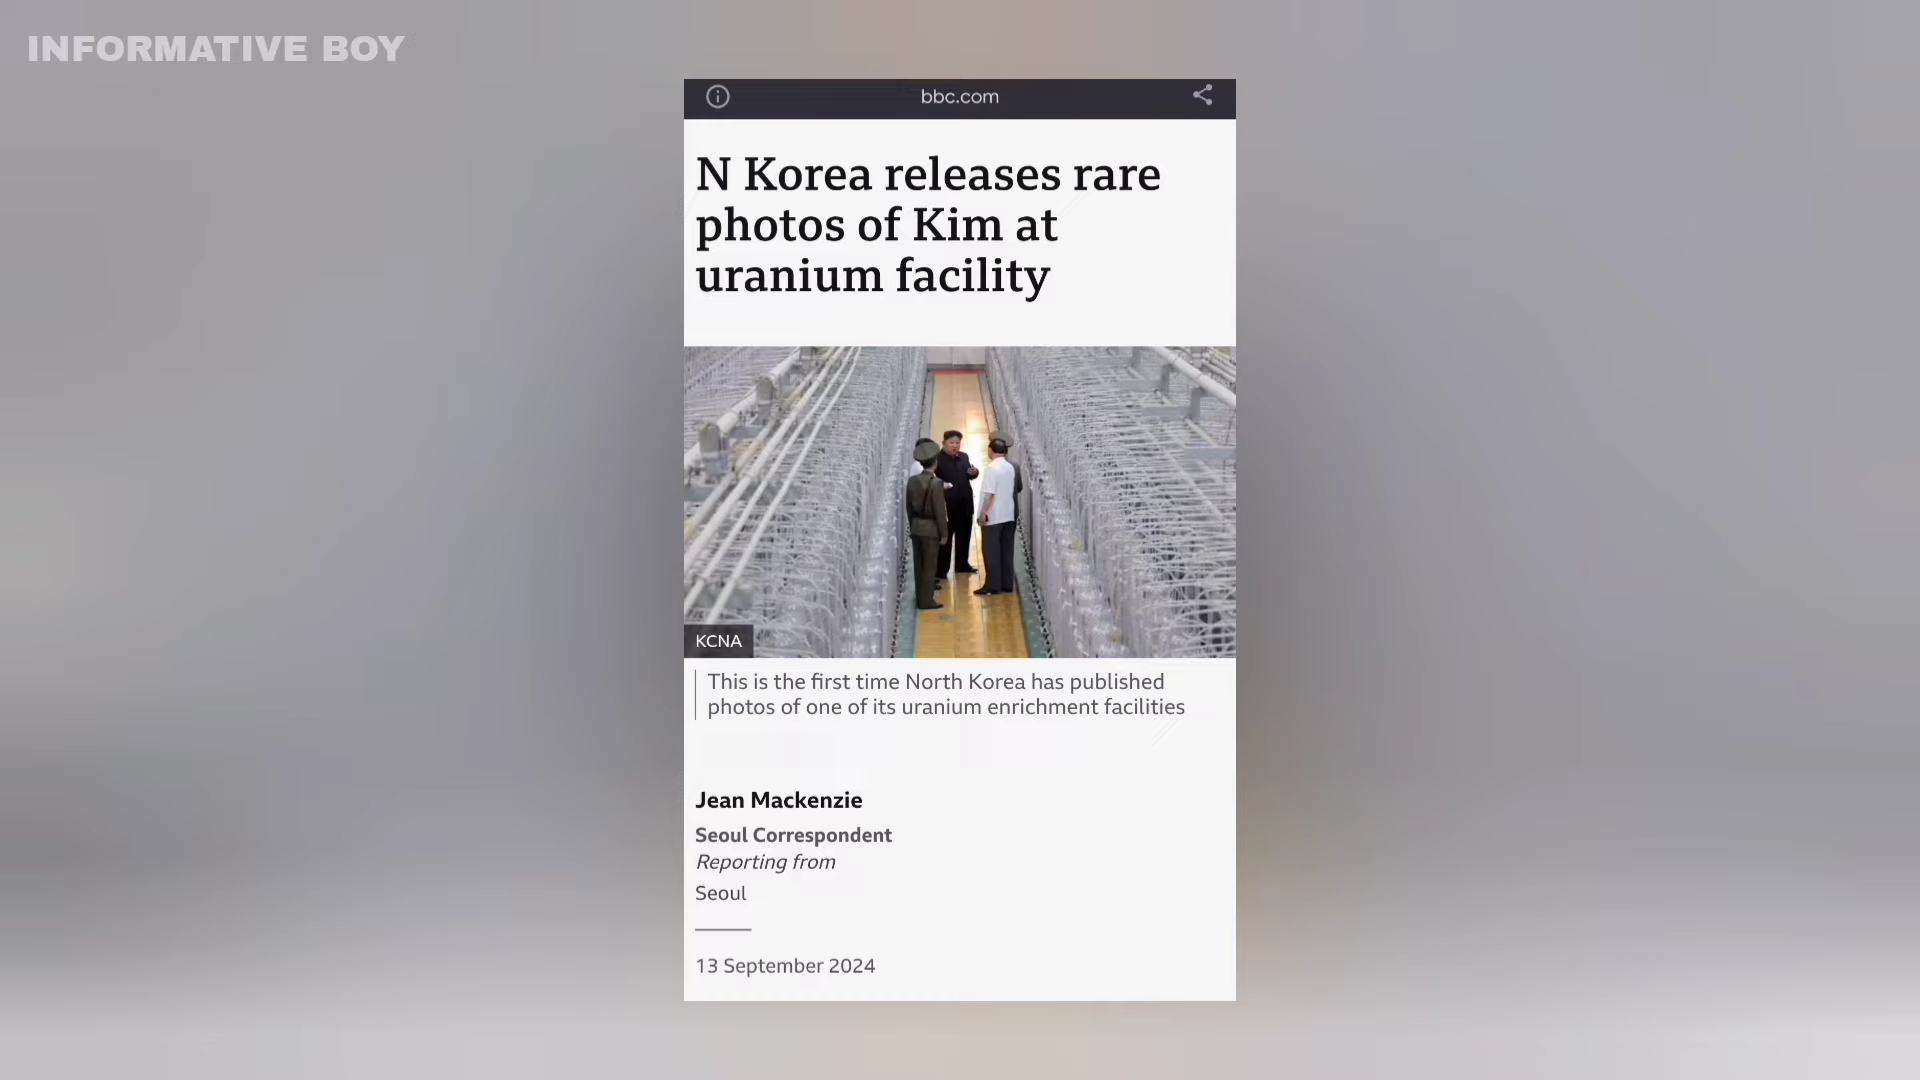 INFORMATIVE BOY
bbc.com
N Korea releases rare
photos of Kim at
uranium facility
KCNA
This is the first time North Korea has published
photos of one of its uranium enrichment facilities
Jean Mackenzie
Seoul Correspondent
Reporting from
Seoul
13 September 2024